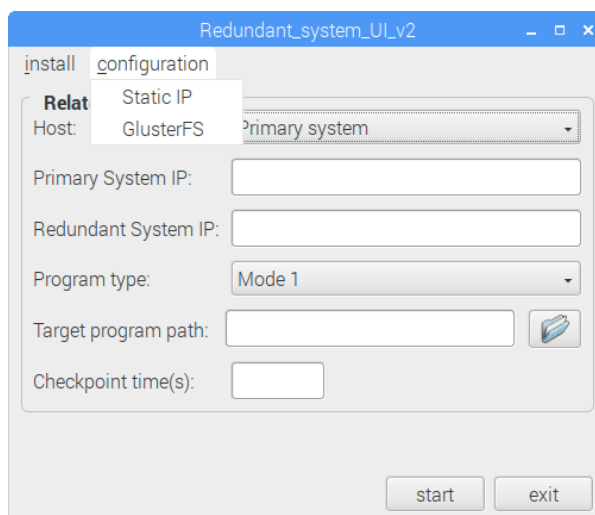 Redundant_system_UI_v2
install configuration
Static IP
GlusterFS
Relat
Host: Primary system
Primary System IP:
Redundant System IP:
Program type: Mode 1
Target program path:
Checkpoint time(s):
start exit